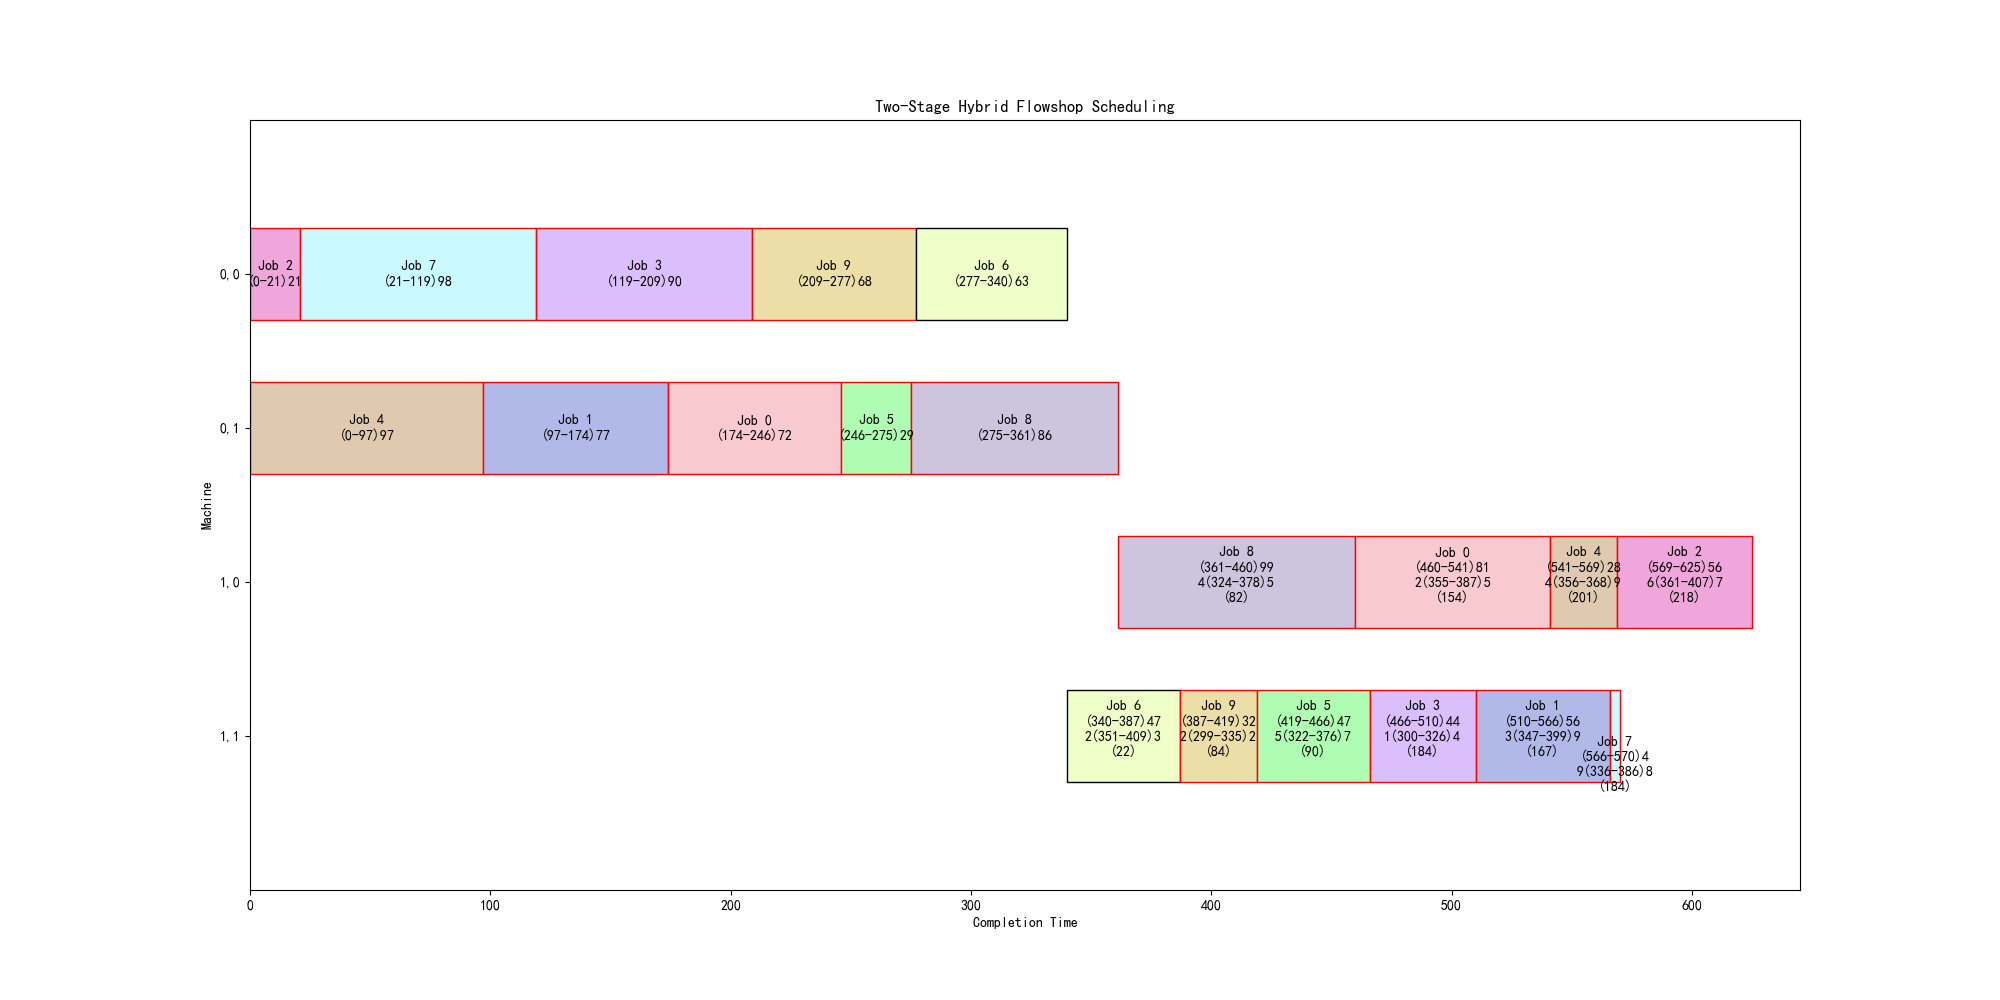 Two-Stage Hybrid Flowshop Scheduling
0,0
Job 2
(0-21)21
Job 7
(21-119)98
Job 3
(119-209)90
Job 9
(209-277)68
Job 6
(277-340)63
0,1
Job 4
(0-97)97
Job 1
(97-174)77
Job 0
(174-246)72
Job 5
(246-275)29
Job 8
(275-361)86
Machine
1,0
Job 8
(361-460)99
4(324-378)5
(82)
Job 0
(460-541)81
2(355-387)5
(154)
Job 4
(541-569)28
4(356-368)9
(201)
Job 2
(569-625)56
6(361-407)7
(218)
1,1
Job 6
(340-387)47
2(351-409)3
(22)
Job 9
(387-419)32
2(299-335)2
(84)
Job 5
(419-466)47
5(322-376)7
(90)
Job 3
(466-510)44
1(300-326)4
(184)
Job 1
(510-566)56
3(347-399)9
(167)
Job 7
(566-570)4
9(336-386)8
(184)
0
100
200
300
400
500
600
Completion Time